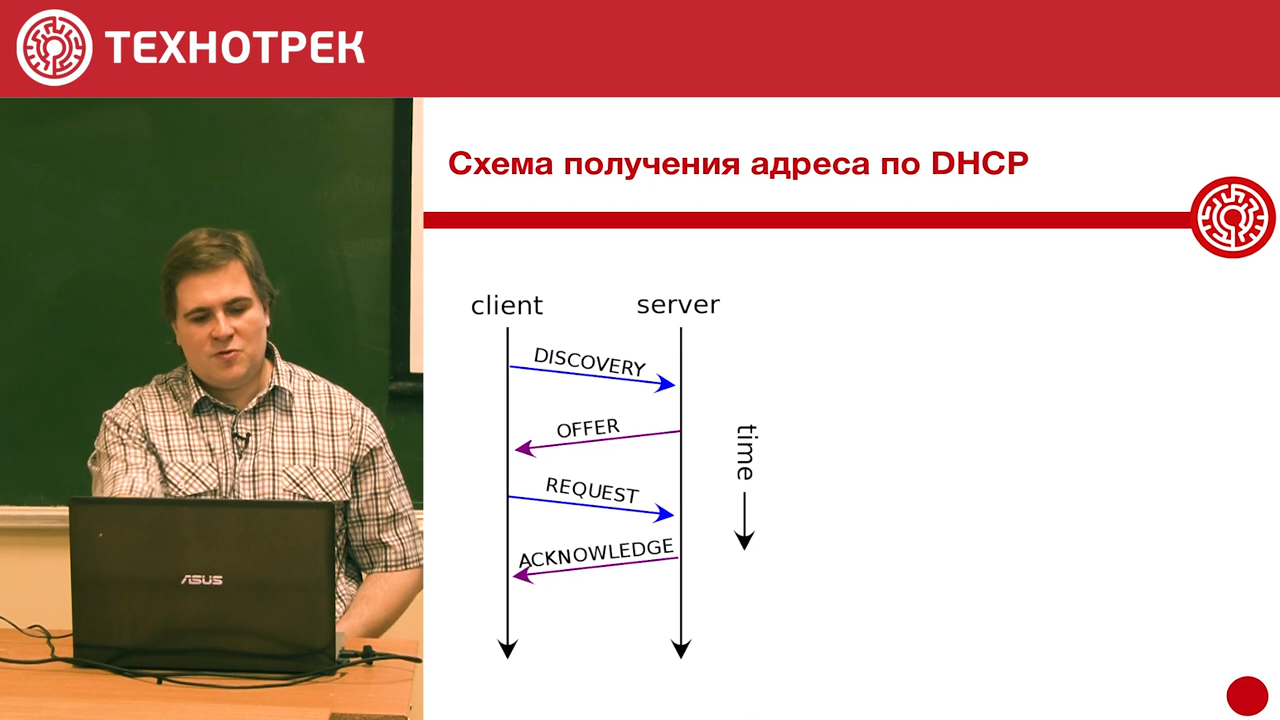 ТЕХНОТРЕК
Схема получения адреса по DHCP
client
server
DISCOVERY
OFFER
time
REQUEST
ACKNOWLEDGE
ASUS